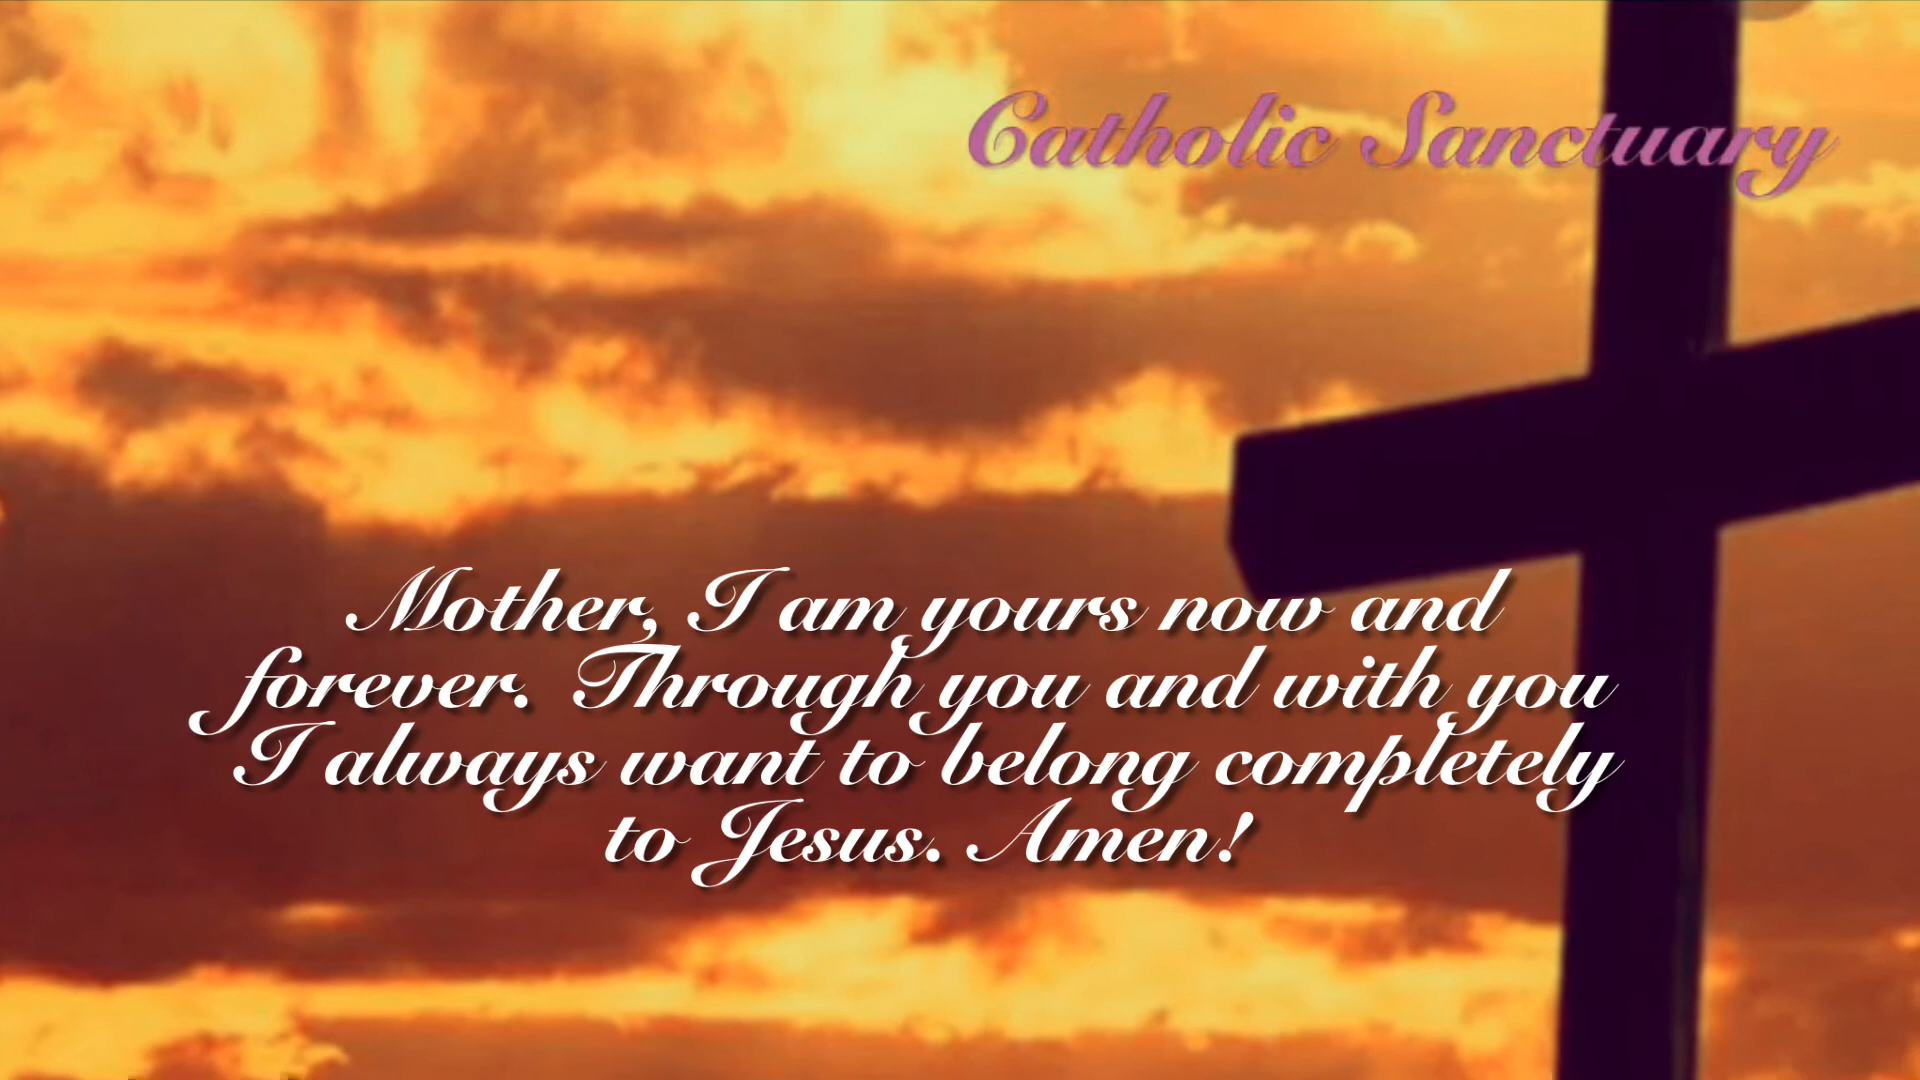 Catholic Sanctuary
Mother, I am yours now and
forever. Through you and with you
I always want to belong completely
to Jesus. Amen!